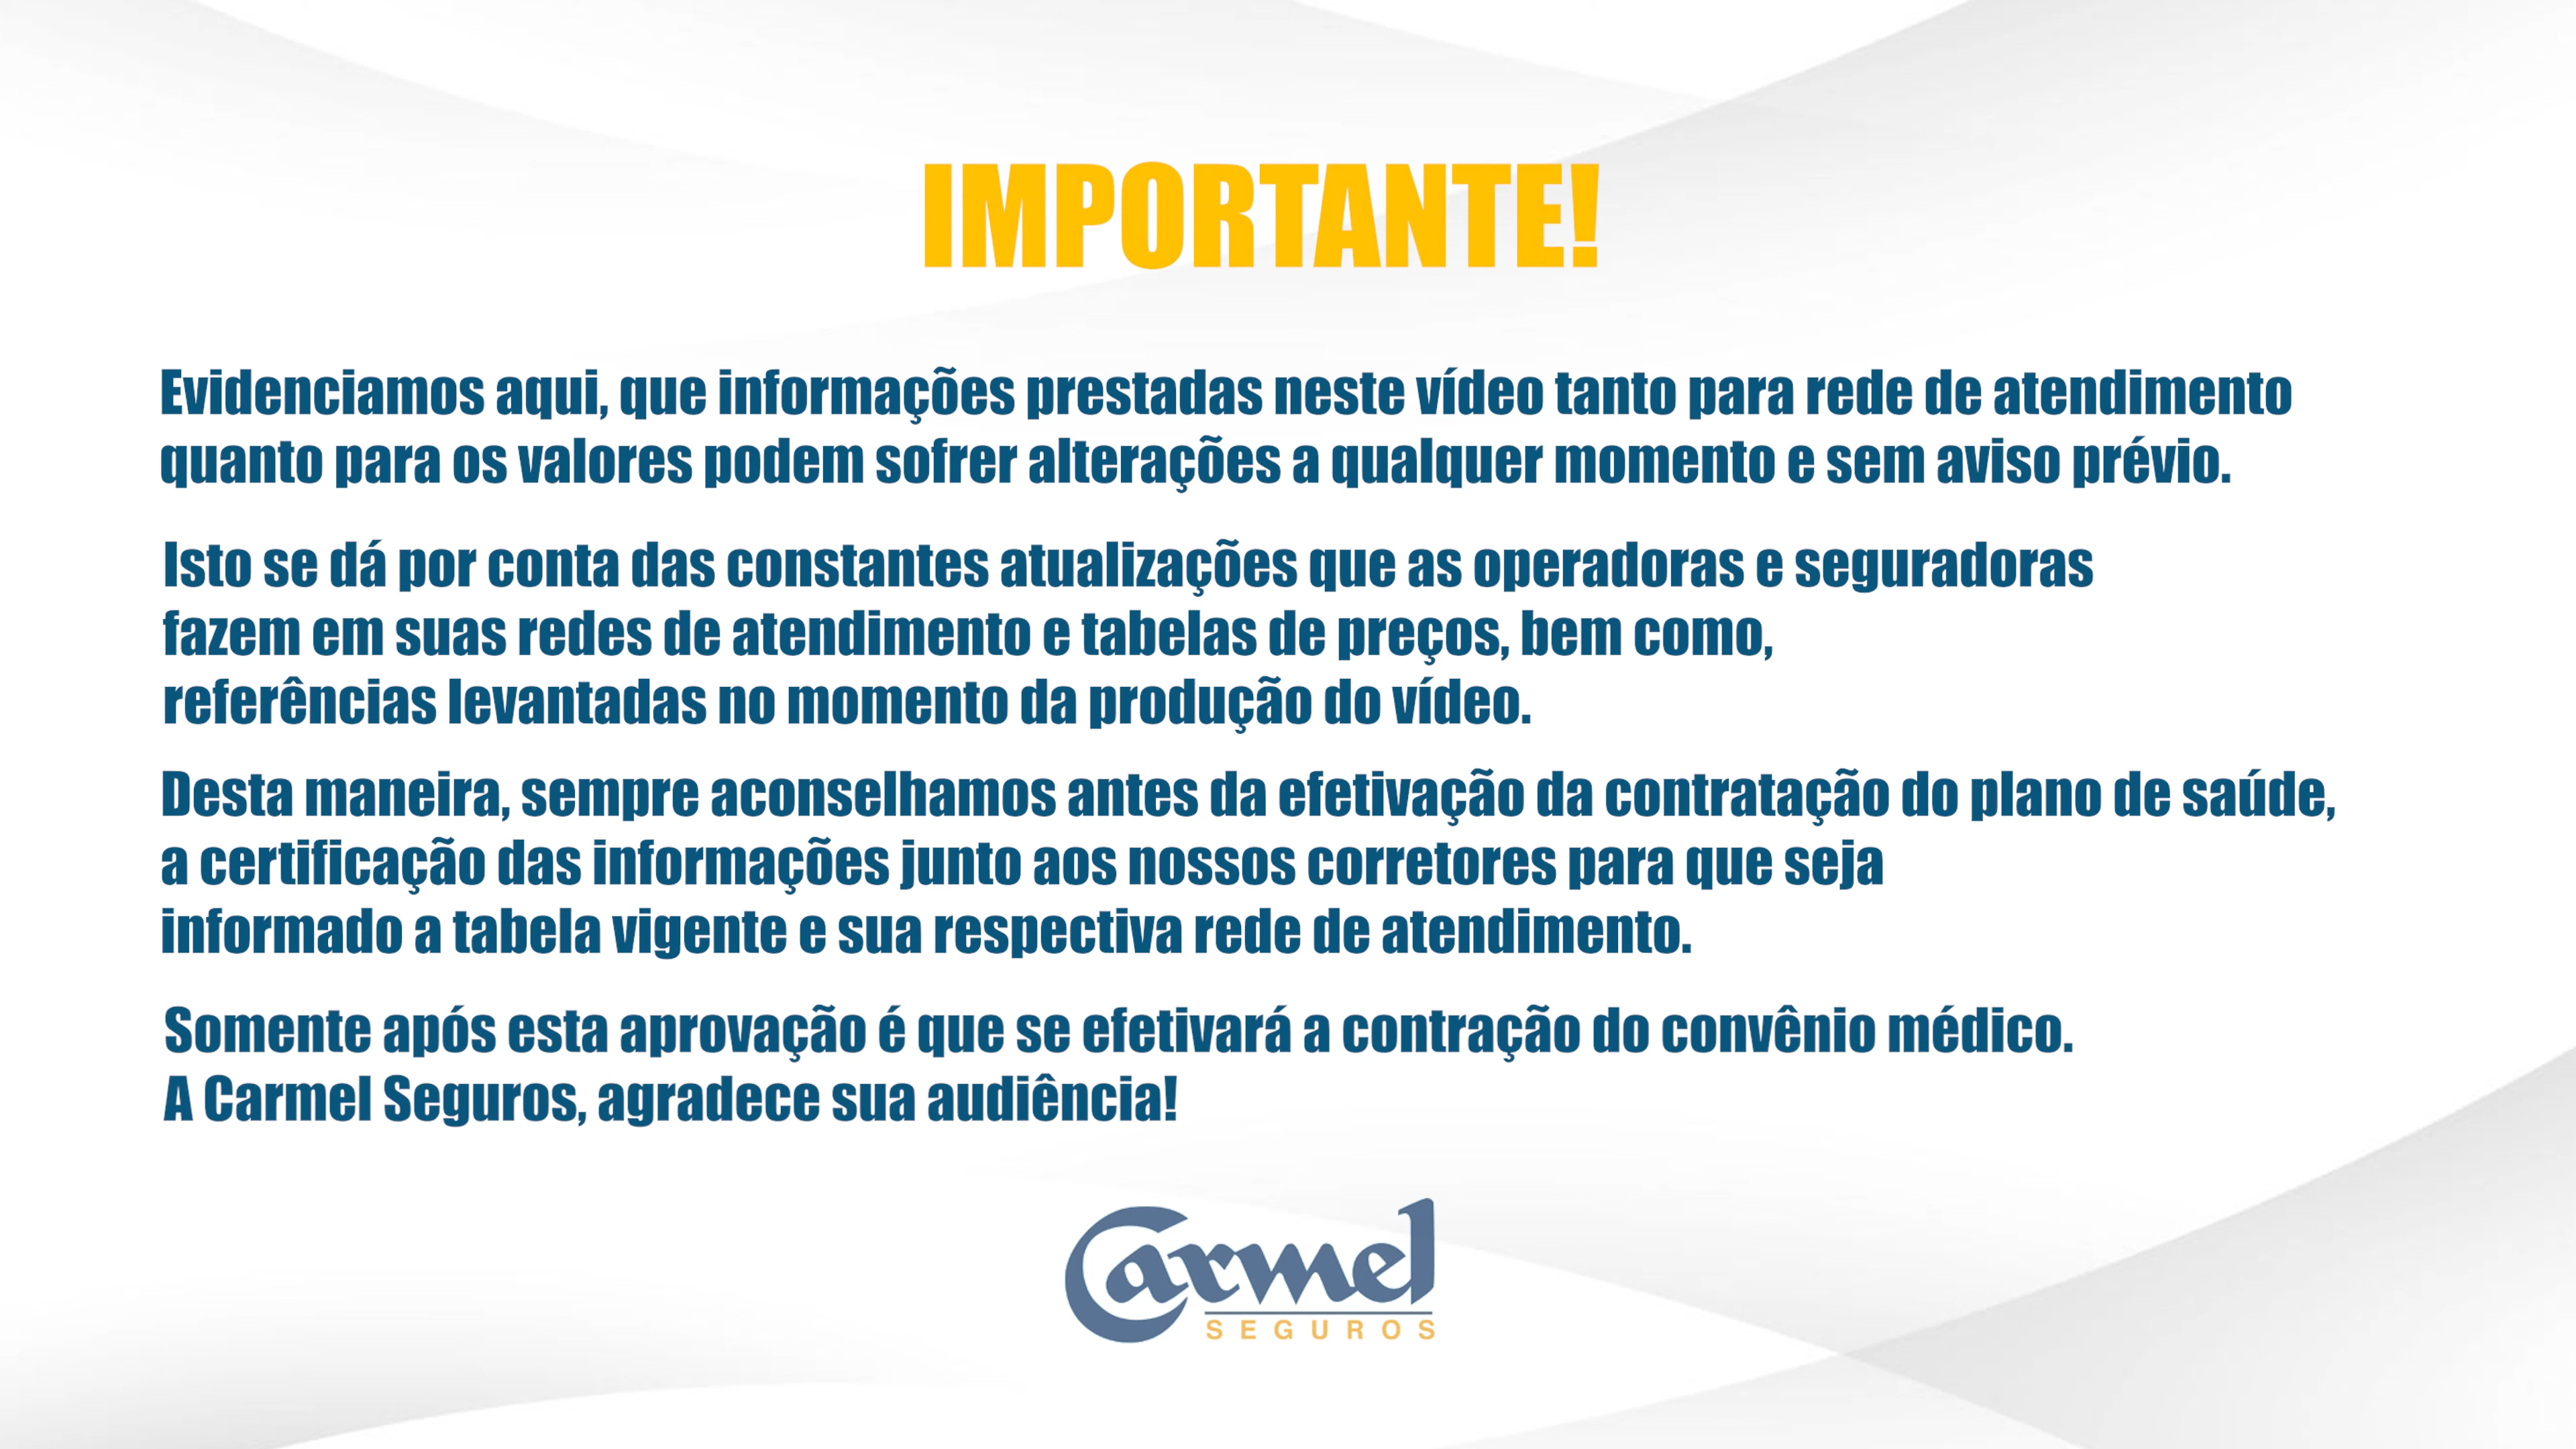 IMPORTANTE!
Evidenciamos aqui, que informações prestadas neste vídeo tanto para rede de atendimento
quanto para os valores podem sofrer alterações a qualquer momento e sem aviso prévio.
Isto se dá por conta das constantes atualizações que as operadoras e seguradoras
fazem em suas redes de atendimento e tabelas de preços, bem como,
referências levantadas no momento da produção do vídeo.
Desta maneira, sempre aconselhamos antes da efetivação da contratação do plano de saúde,
a certificação das informações junto aos nossos corretores para que seja
informado a tabela vigente e sua respectiva rede de atendimento.
Somente após esta aprovação é que se efetivará a contração do convênio médico.
A Carmel Seguros, agradece sua audiência!
Carmel
SEGUROS